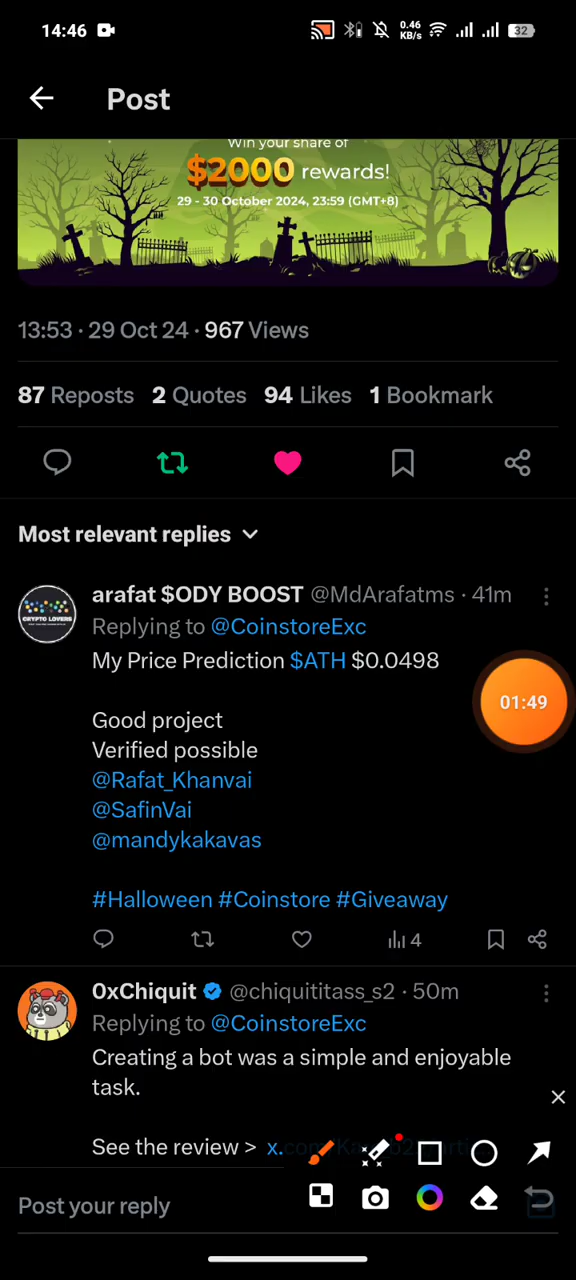 14:46
0.46
KB/s
32
Post
Win your share of
$2000 rewards!
29 - 30 October 2024, 23:59 (GMT+8)
13:53 · 29 Oct 24 · 967 Views
87 Reposts 2 Quotes 94 Likes 1 Bookmark
Most relevant replies
CRYPTO LOVERS
arafat $ODY BOOST @MdArafatms · 41m
Replying to @CoinstoreExc
My Price Prediction $ATH $0.0498
01:49
Good project
Verified possible
@Rafat_Khanvai
@SafinVai
@mandykakavas
#Halloween #Coinstore #Giveaway
4
0xChiquit @chiquititass_s2 · 50m
Replying to @CoinstoreExc
Creating a bot was a simple and enjoyable
task.
See the review > x.com
Post your reply